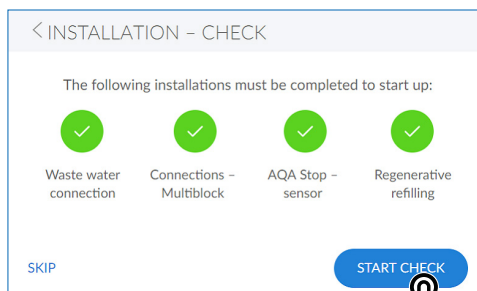 INSTALLATION – CHECK
The following installations must be completed to start up:
Waste water connection
Connections – Multiblock
AQA Stop – sensor
Regenerative refilling
SKIP
START CHECK